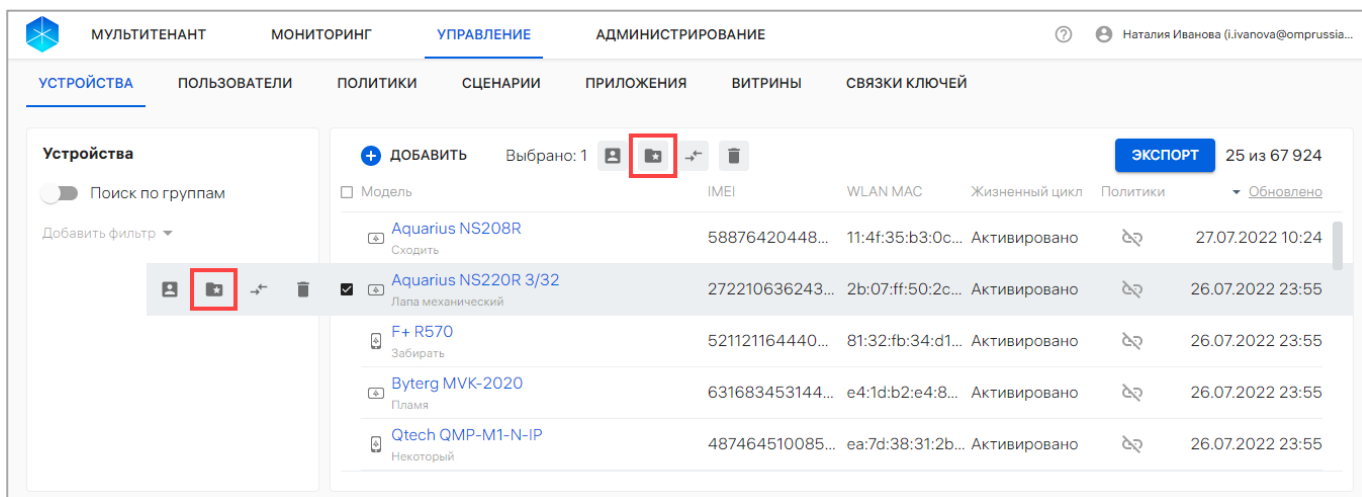 МУЛЬТИТЕНАНТ МОНИТОРИНГ УПРАВЛЕНИЕ АДМИНИСТРИРОВАНИЕ Наталия Иванова (i.ivanova@omprussia...
УСТРОЙСТВА ПОЛЬЗОВАТЕЛИ ПОЛИТИКИ СЦЕНАРИИ ПРИЛОЖЕНИЯ ВИТРИНЫ СВЯЗКИ КЛЮЧЕЙ
Устройства
Поиск по группам
Добавить фильтр
ДОБАВИТЬ Выбрано: 1 ЭКСПОРТ 25 из 67 924
Модель IMEI WLAN MAC Жизненный цикл Политики Обновлено
Aquarius NS208R 58876420448... 11:4f:35:b3:0c... Активировано 27.07.2022 10:24
Сходить
Aquarius NS220R 3/32 272210636243... 2b:07:ff:50:2c... Активировано 26.07.2022 23:55
Лапа механический
F+ R570 521121164440... 81:32:fb:34:d1... Активировано 26.07.2022 23:55
Забирать
Byterg MVK-2020 631683453144... e4:1d:b2:e4:8... Активировано 26.07.2022 23:55
Пламя
Qtech QMP-M1-N-IP 487464510085... ea:7d:38:31:2b... Активировано 26.07.2022 23:55
Некоторый